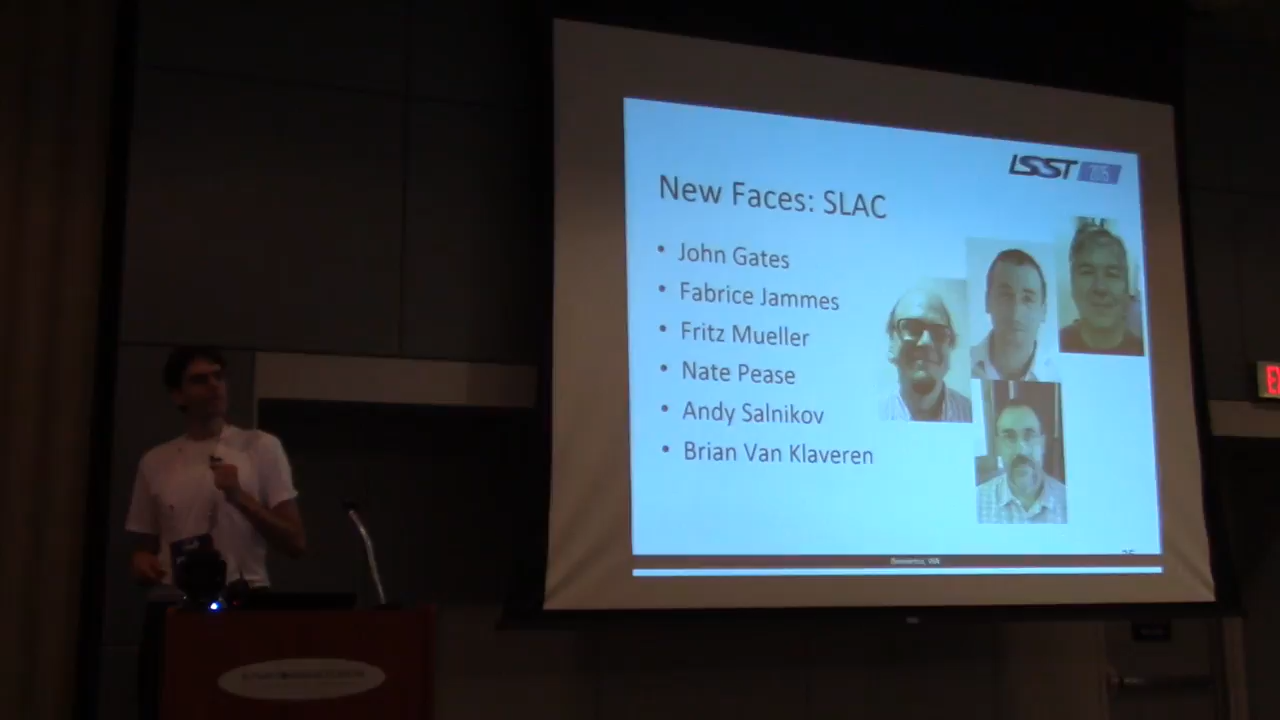 LSST
New Faces: SLAC
• John Gates
• Fabrice Jammes
• Fritz Mueller
• Nate Pease
• Andy Salnikov
• Brian Van Klaveren